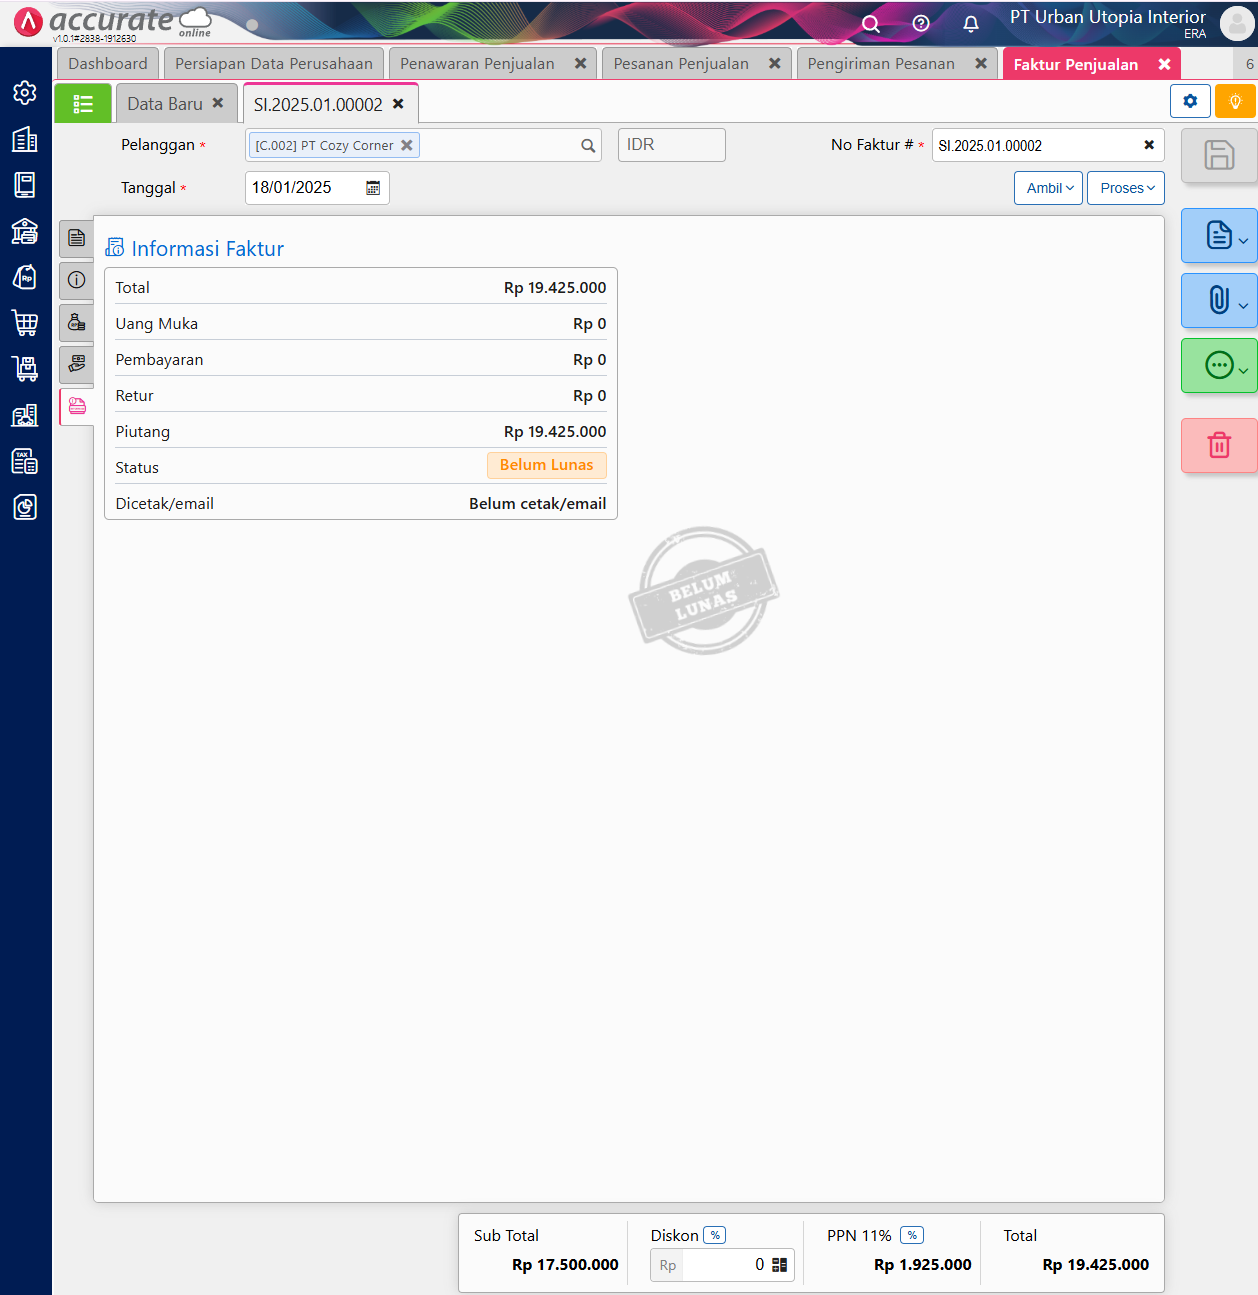 accurate
online
v1.0.1#2838-1912630
PT Urban Utopia Interior
ERA
Dashboard
Persiapan Data Perusahaan
Penawaran Penjualan
Pesanan Penjualan
Pengiriman Pesanan
Faktur Penjualan
6
Data Baru
SI.2025.01.00002
Pelanggan *
[C.002] PT Cozy Corner
IDR
No Faktur # *
SI.2025.01.00002
Tanggal *
18/01/2025
Ambil
Proses
Informasi Faktur
Total Rp 19.425.000
Uang Muka Rp 0
Pembayaran Rp 0
Retur Rp 0
Piutang Rp 19.425.000
Status Belum Lunas
Dicetak/email Belum cetak/email
BELUM
LUNAS
Sub Total
Rp 17.500.000
Diskon %
Rp 0
PPN 11% %
Rp 1.925.000
Total
Rp 19.425.000